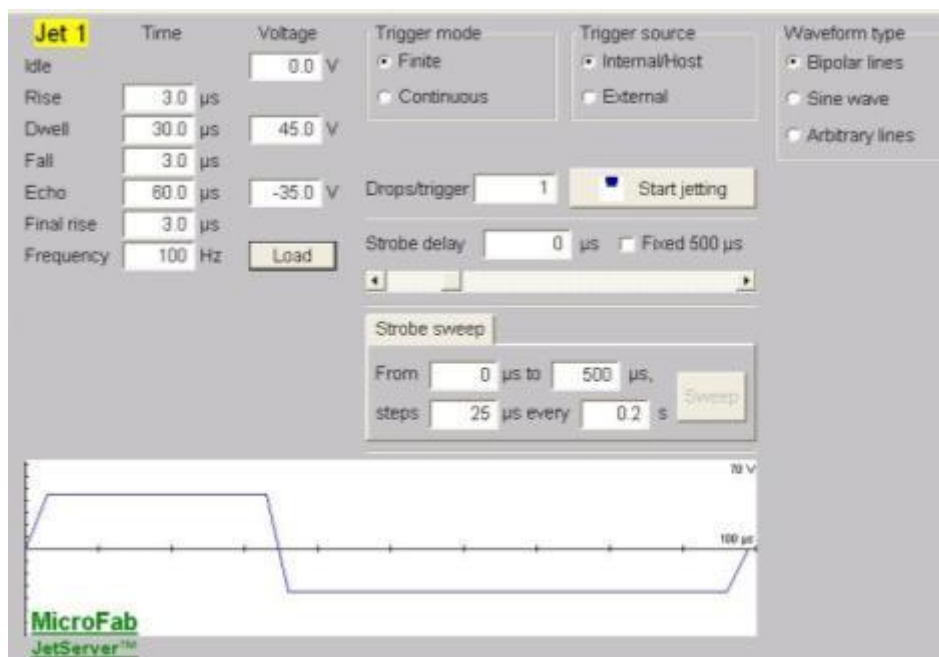 Jet 1 Time Voltage
Idle 0.0 V
Rise 3.0 µs
Dwell 30.0 µs 45.0 V
Fall 3.0 µs
Echo 60.0 µs -35.0 V
Final rise 3.0 µs
Frequency 100 Hz Load
Trigger mode
Finite
Continuous
Trigger source
Internal/Host
External
Waveform type
Bipolar lines
Sine wave
Arbitrary lines
Drops/trigger 1 Start jetting
Strobe delay 0 µs Fixed 500 µs
Strobe sweep
From 0 µs to 500 µs,
steps 25 µs every 0.2 s Sweep
70 V
100 µs
MicroFab
JetServer™